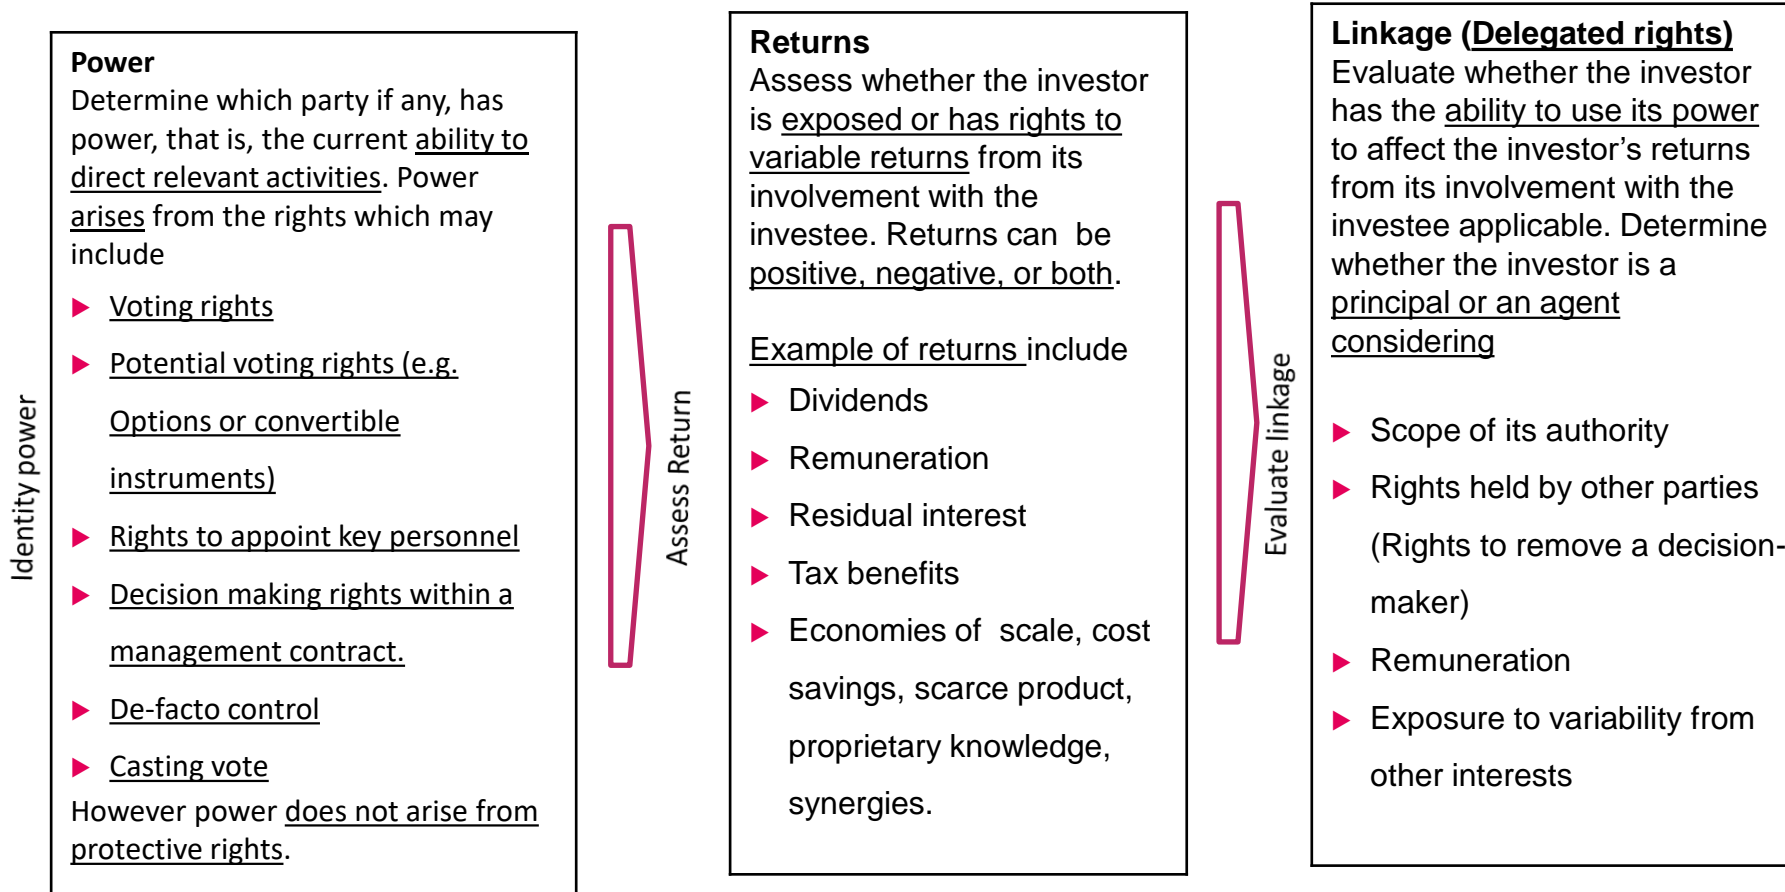 Identity power
Power
Determine which party if any, has
power, that is, the current ability to
direct relevant activities. Power
arises from the rights which may
include
Voting rights
Potential voting rights (e.g.
Options or convertible
instruments)
Rights to appoint key personnel
Decision making rights within a
management contract.
De-facto control
Casting vote
However power does not arise from
protective rights.
Assess Return
Returns
Assess whether the investor
is exposed or has rights to
variable returns from its
involvement with the
investee. Returns can be
positive, negative, or both.
Example of returns include
Dividends
Remuneration
Residual interest
Tax benefits
Economies of scale, cost
savings, scarce product,
proprietary knowledge,
synergies.
Evaluate linkage
Linkage (Delegated rights)
Evaluate whether the investor
has the ability to use its power
to affect the investor's returns
from its involvement with the
investee applicable. Determine
whether the investor is a
principal or an agent
considering
Scope of its authority
Rights held by other parties
(Rights to remove a decision-
maker)
Remuneration
Exposure to variability from
other interests